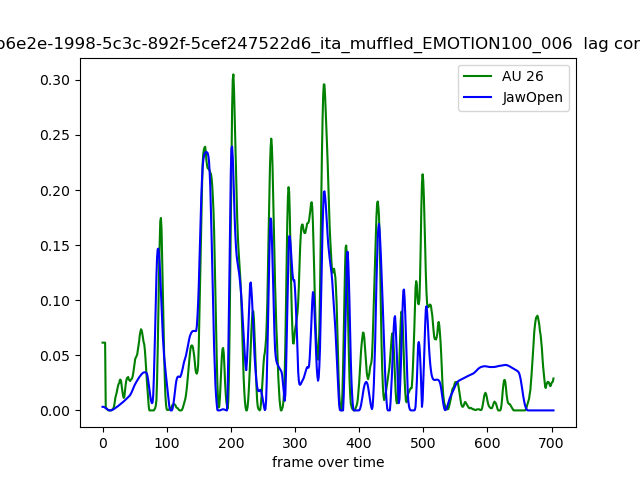 b6e2e-1998-5c3c-892f-5cef247522d6_ita_muffled_EMOTION100_006 lag cor
AU 26
JawOpen
0.30
0.25
0.20
0.15
0.10
0.05
0.00
0 100 200 300 400 500 600 700
frame over time